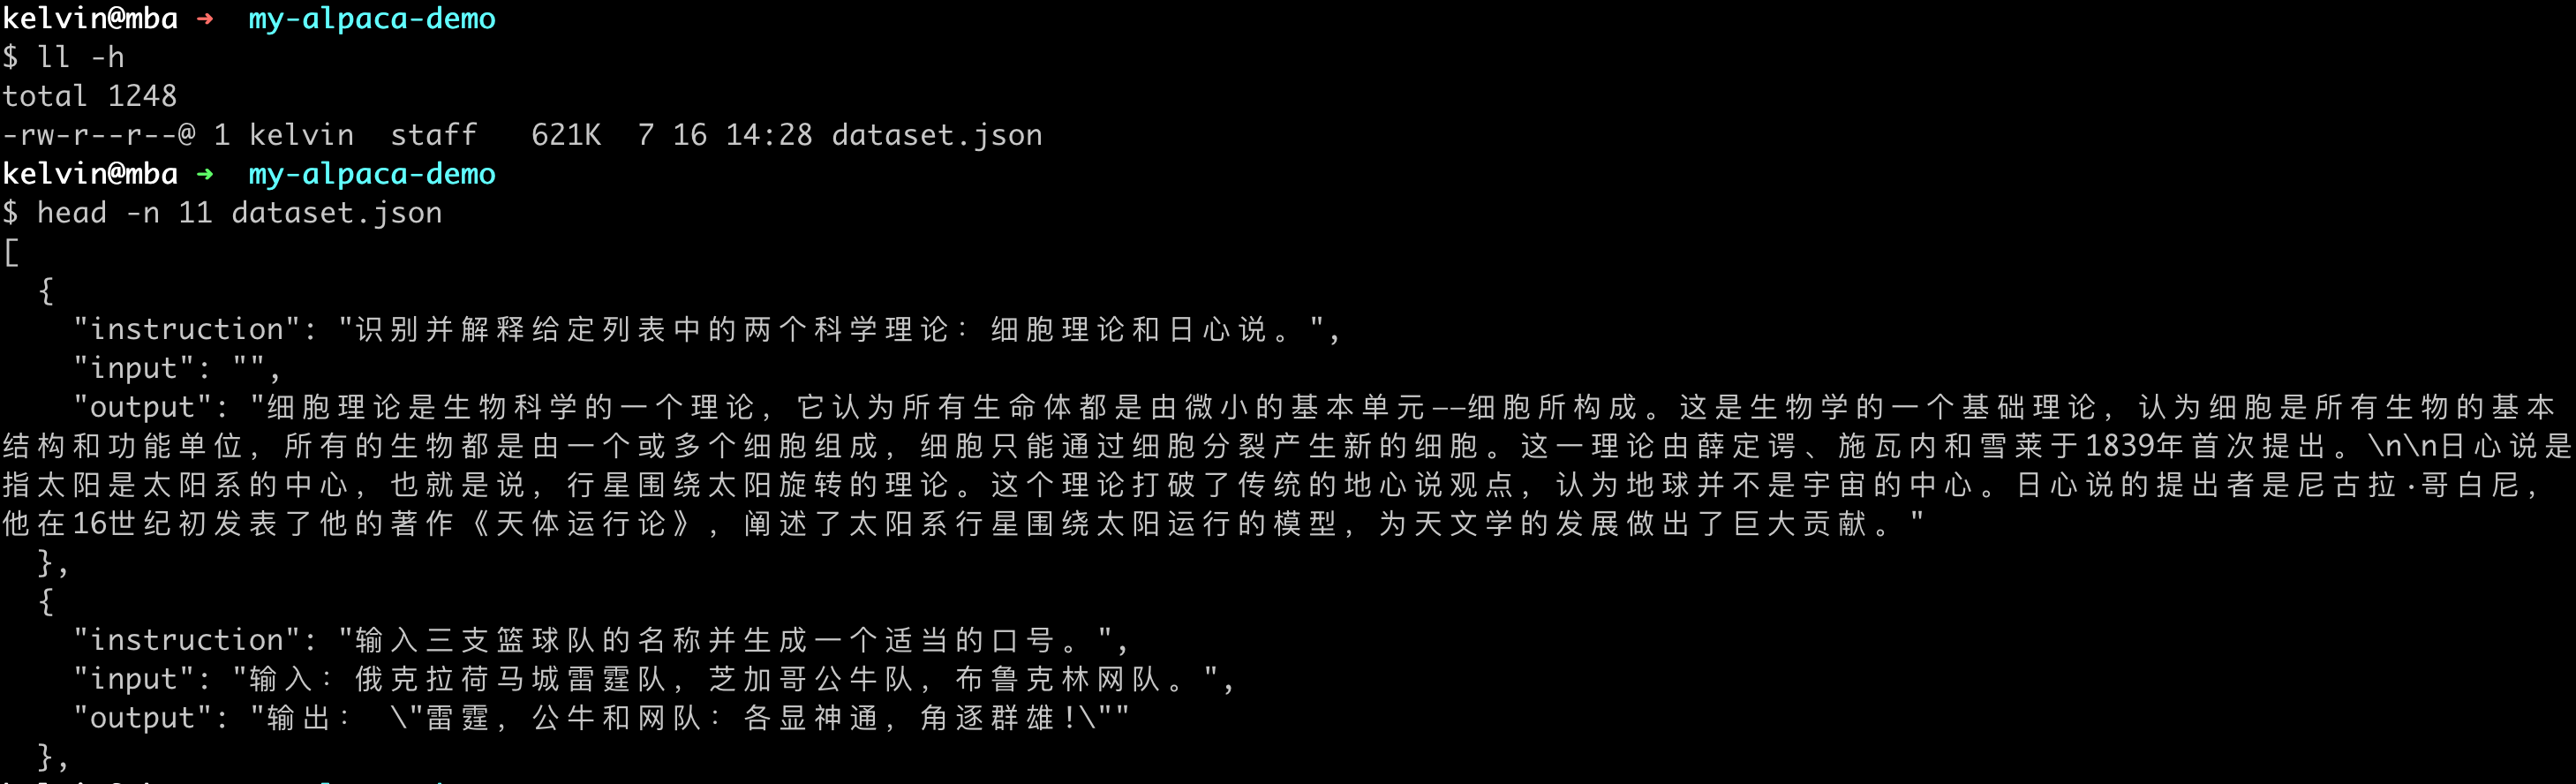 kelvin@mba ➜  my-alpaca-demo
$ ll -h
total 1248
-rw-r--r--@ 1 kelvin  staff   621K  7 16 14:28 dataset.json
kelvin@mba ➜  my-alpaca-demo
$ head -n 11 dataset.json
[
  {
    "instruction": "识别并解释给定列表中的两个科学理论：细胞理论和日心说。",
    "input": "",
    "output": "细胞理论是生物科学的一个理论，它认为所有生命体都是由微小的基本单元——细胞所构成。这是生物学的一个基础理论，认为细胞是所有生物的基本
结构和功能单位，所有的生物都是由一个或多个细胞组成，细胞只能通过细胞分裂产生新的细胞。这一理论由薛定谔、施瓦内和雪莱于1839年首次提出。\n\n日心说是
指太阳是太阳系的中心，也就是说，行星围绕太阳旋转的理论。这个理论打破了传统的地心说观点，认为地球并不是宇宙的中心。日心说的提出者是尼古拉·哥白尼，
他在16世纪初发表了他的著作《天体运行论》，阐述了太阳系行星围绕太阳运行的模型，为天文学的发展做出了巨大贡献。"
  },
  {
    "instruction": "输入三支篮球队的名称并生成一个适当的口号。",
    "input": "输入：俄克拉荷马城雷霆队，芝加哥公牛队，布鲁克林网队。",
    "output": "输出： \"雷霆，公牛和网队：各显神通，角逐群雄!\""
  },